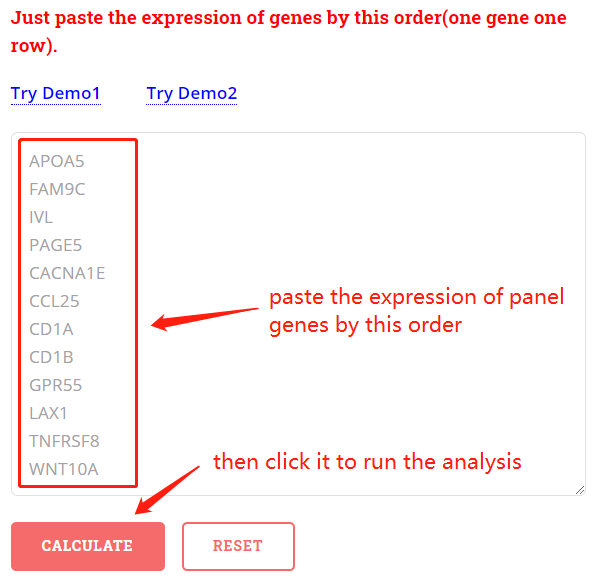 Just paste the expression of genes by this order(one gene one
row).
Try Demo1 Try Demo2
APOA5
FAM9C
IVL
PAGE5
CACNA1E
CCL25
CD1A
CD1B
GPR55
LAX1
TNFRSF8
WNT10A
paste the expression of panel
genes by this order
then click it to run the analysis
CALCULATE RESET